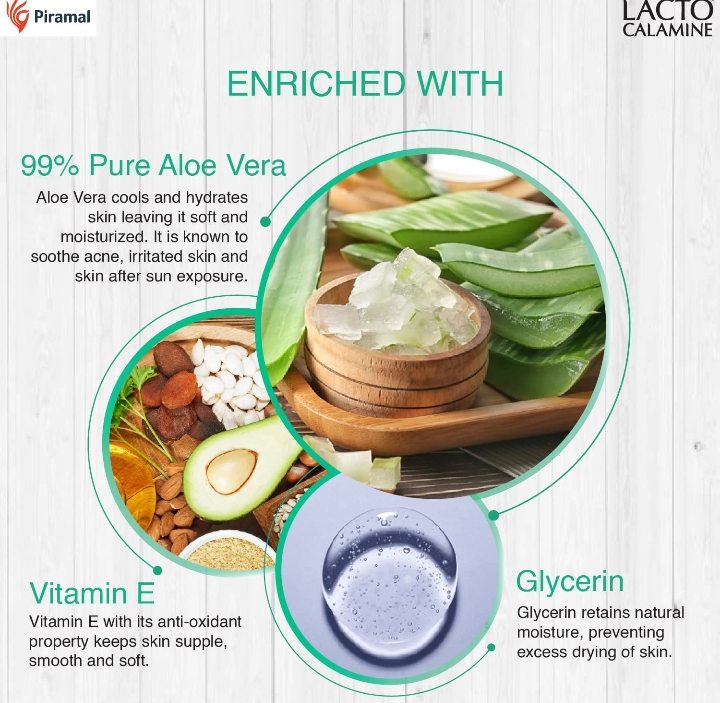 Piramal
LACTO
CALAMINE
ENRICHED WITH
99% Pure Aloe Vera
Aloe Vera cools and hydrates
skin leaving it soft and
moisturized. It is known to
soothe acne, irritated skin and
skin after sun exposure.
Vitamin E
Vitamin E with its anti-oxidant
property keeps skin supple,
smooth and soft.
Glycerin
Glycerin retains natural
moisture, preventing
excess drying of skin.